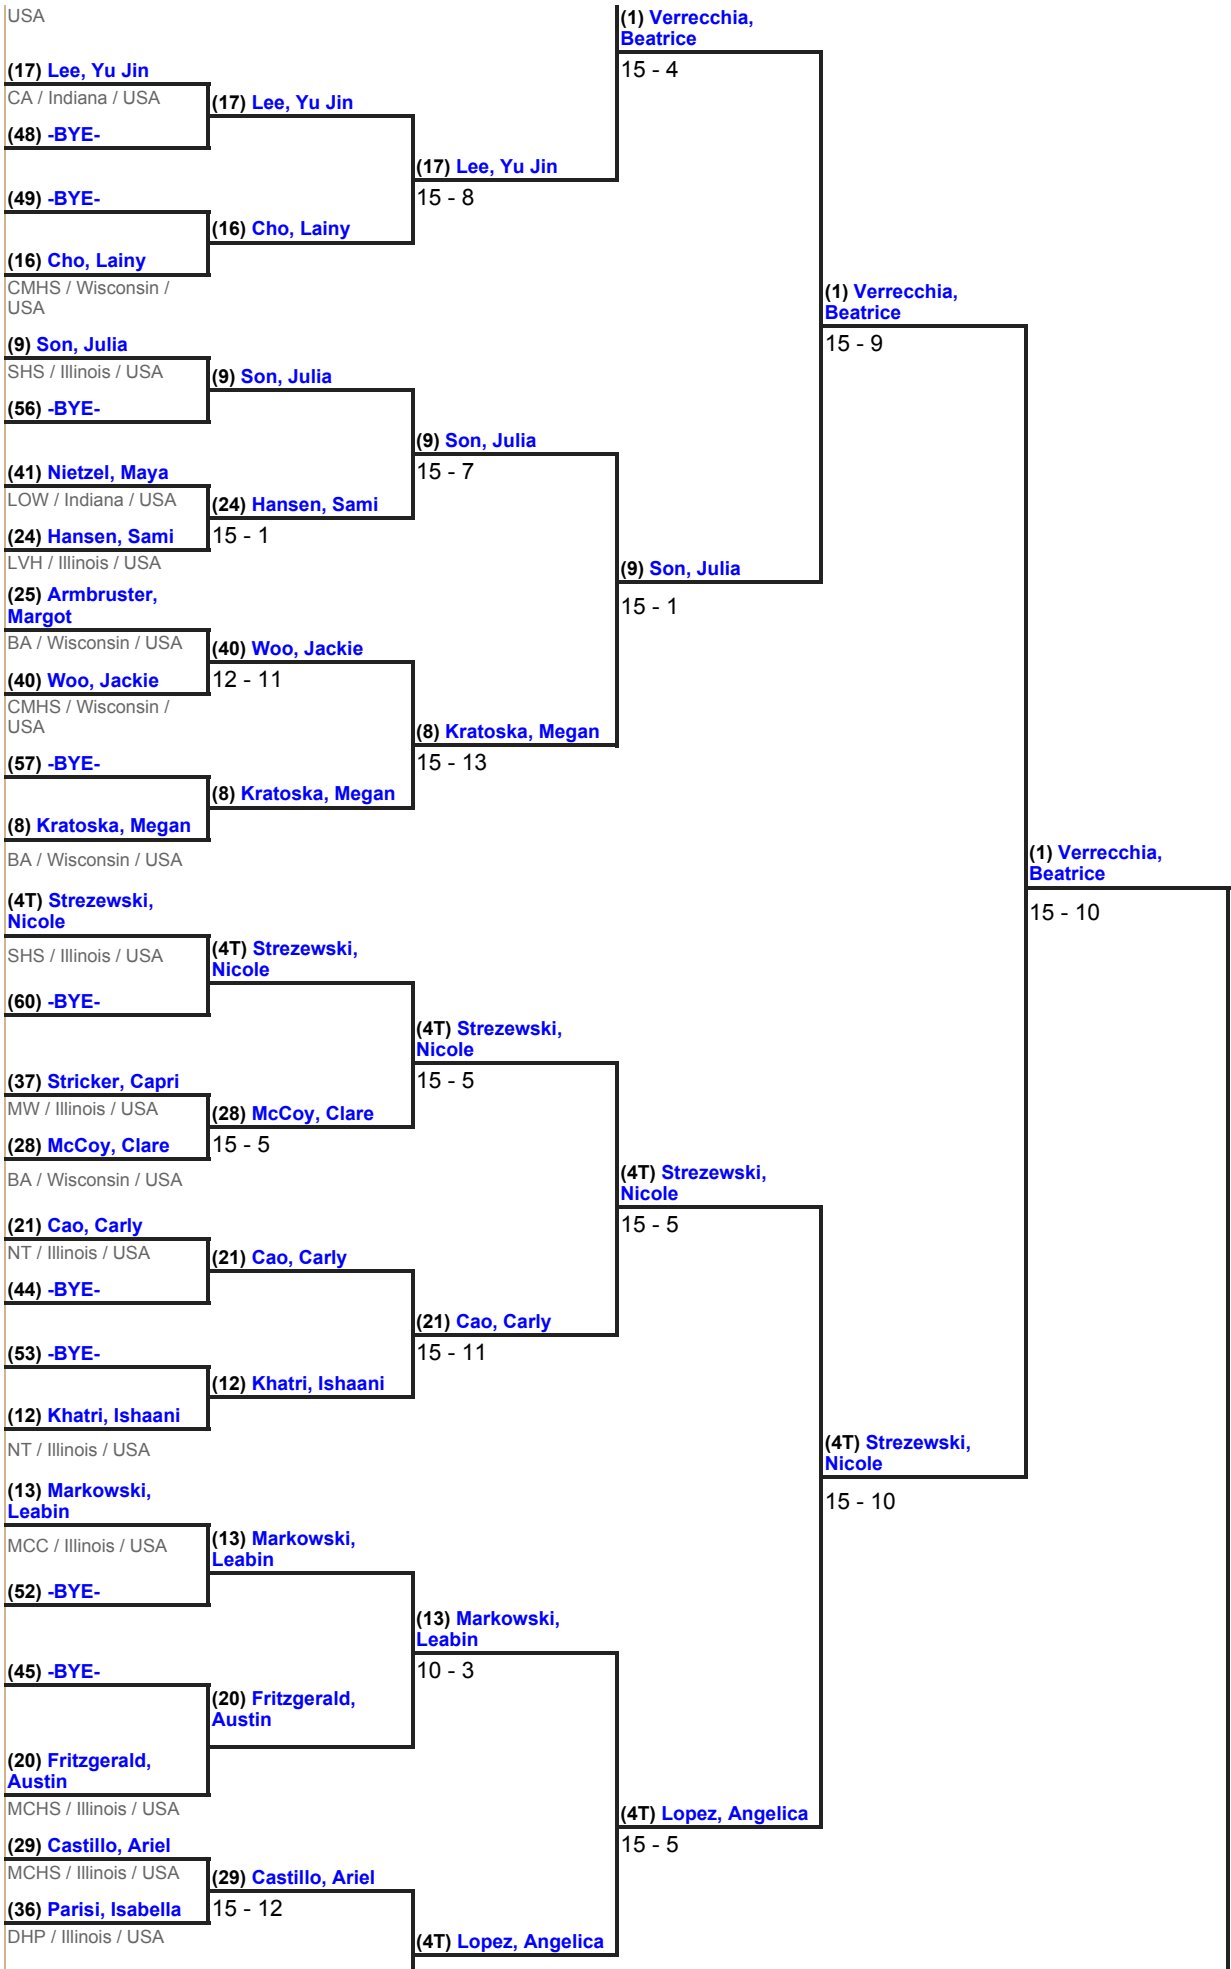 USA
(17) Lee, Yu Jin
CA / Indiana / USA
(48) -BYE-
(49) -BYE-
(16) Cho, Lainy
CMHS / Wisconsin /
USA
(9) Son, Julia
SHS / Illinois / USA
(56) -BYE-
(41) Nietzel, Maya
LOW / Indiana / USA
(24) Hansen, Sami
LVH / Illinois / USA
(25) Armbruster,
Margot
BA / Wisconsin / USA
(40) Woo, Jackie
CMHS / Wisconsin /
USA
(57) -BYE-
(8) Kratoska, Megan
BA / Wisconsin / USA
(4T) Strezewski,
Nicole
SHS / Illinois / USA
(60) -BYE-
(37) Stricker, Capri
MW / Illinois / USA
(28) McCoy, Clare
BA / Wisconsin / USA
(21) Cao, Carly
NT / Illinois / USA
(44) -BYE-
(53) -BYE-
(12) Khatri, Ishaani
NT / Illinois / USA
(13) Markowski,
Leabin
MCC / Illinois / USA
(52) -BYE-
(45) -BYE-
(20) Fritzgerald,
Austin
MCHS / Illinois / USA
(29) Castillo, Ariel
MCHS / Illinois / USA
(36) Parisi, Isabella
DHP / Illinois / USA
(17) Lee, Yu Jin
(16) Cho, Lainy
(9) Son, Julia
(24) Hansen, Sami
15 - 1
(40) Woo, Jackie
12 - 11
(8) Kratoska, Megan
(4T) Strezewski,
Nicole
(28) McCoy, Clare
15 - 5
(21) Cao, Carly
(12) Khatri, Ishaani
(13) Markowski,
Leabin
(20) Fritzgerald,
Austin
(29) Castillo, Ariel
15 - 12
(17) Lee, Yu Jin
15 - 8
(9) Son, Julia
15 - 7
(8) Kratoska, Megan
15 - 13
(4T) Strezewski,
Nicole
15 - 5
(21) Cao, Carly
15 - 11
(13) Markowski,
Leabin
10 - 3
(4T) Lopez, Angelica
(1) Verrecchia,
Beatrice
15 - 4
(9) Son, Julia
15 - 1
(4T) Strezewski,
Nicole
15 - 5
(4T) Lopez, Angelica
15 - 5
(1) Verrecchia,
Beatrice
15 - 9
(4T) Strezewski,
Nicole
15 - 10
(1) Verrecchia,
Beatrice
15 - 10